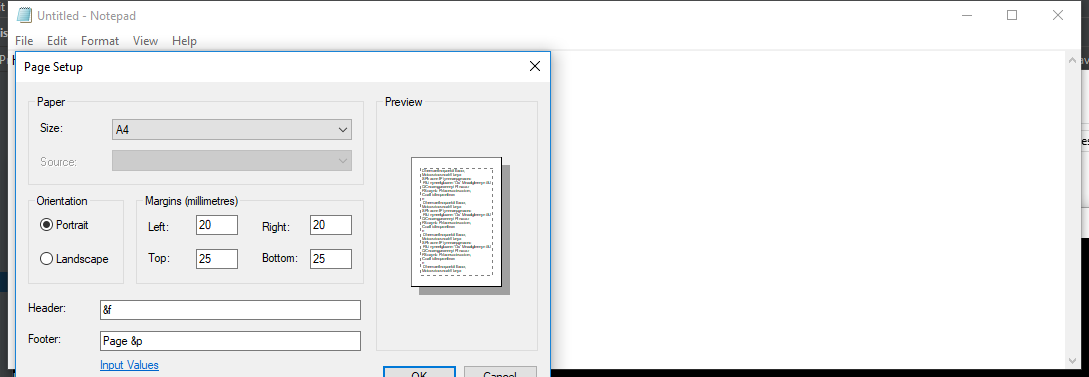 Untitled - Notepad
File Edit Format View Help
Page Setup
Paper
Size: A4
Source:
Orientation
Portrait
Landscape
Margins (millimetres)
Left: 20 Right: 20
Top: 25 Bottom: 25
Preview
Header: &f
Footer: Page &p
Input Values
OK Cancel